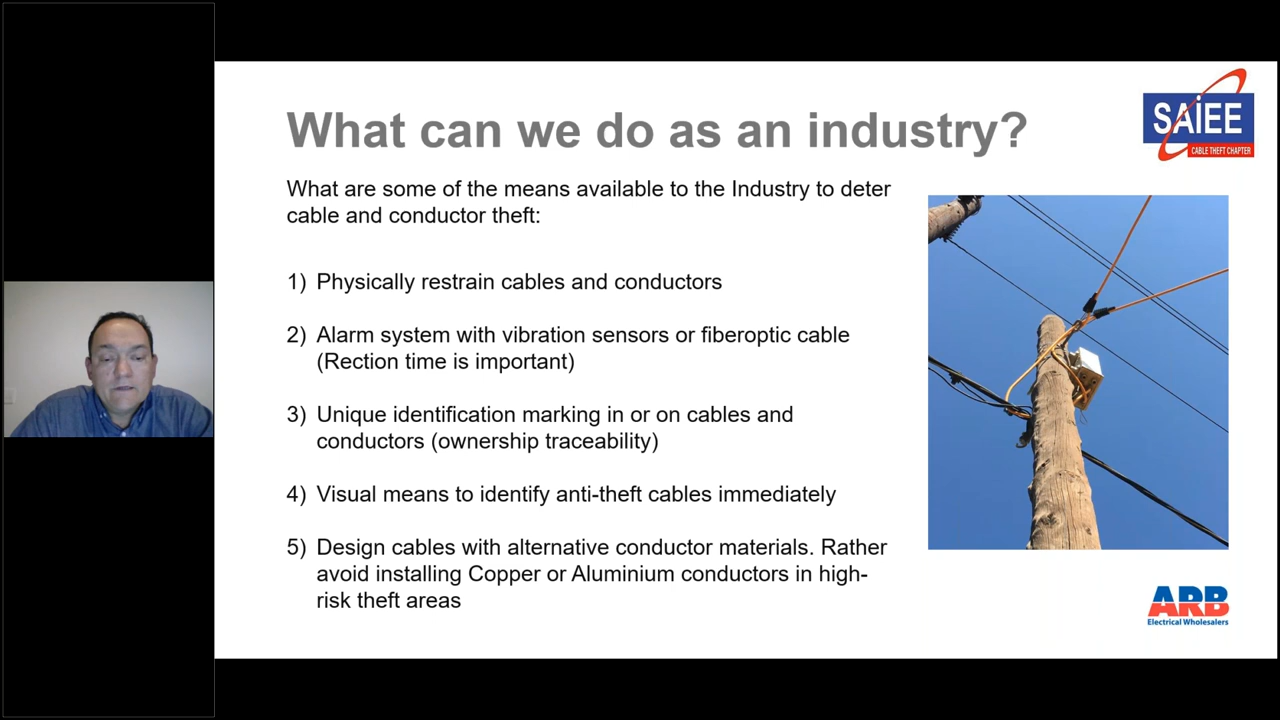 What can we do as an industry?
SAiEE
CABLE THEFT CHAPTER
What are some of the means available to the Industry to deter
cable and conductor theft:
1) Physically restrain cables and conductors
2) Alarm system with vibration sensors or fiberoptic cable
(Rection time is important)
3) Unique identification marking in or on cables and
conductors (ownership traceability)
4) Visual means to identify anti-theft cables immediately
5) Design cables with alternative conductor materials. Rather
avoid installing Copper or Aluminium conductors in high-
risk theft areas
ARB
Electrical Wholesalers